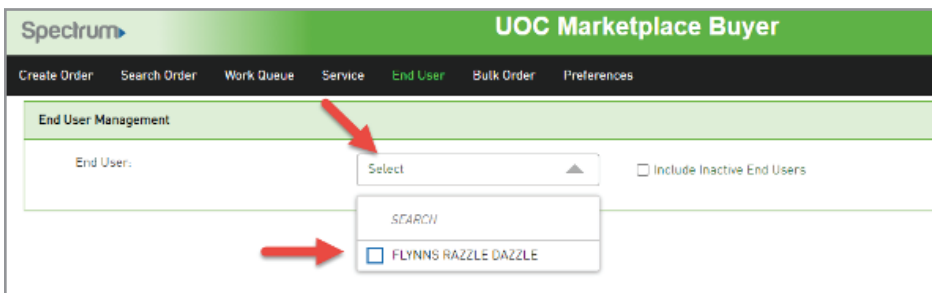 Spectrum
UOC Marketplace Buyer
Create Order Search Order Work Queue Service End User Bulk Order Preferences
End User Management
End User: Select Include Inactive End Users
SEARCH
FLYNNS RAZZLE DAZZLE